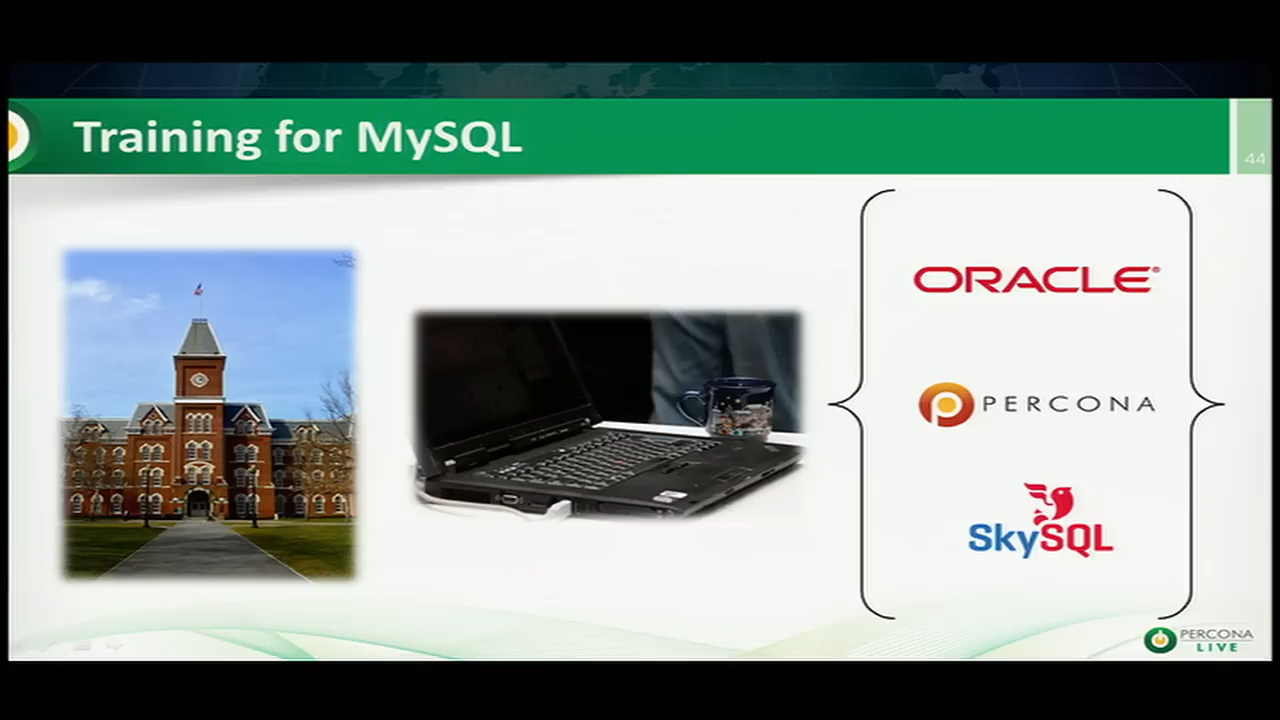 Training for MySQL
44
ORACLE®
PERCONA
SkySQL
PERCONA
LIVE